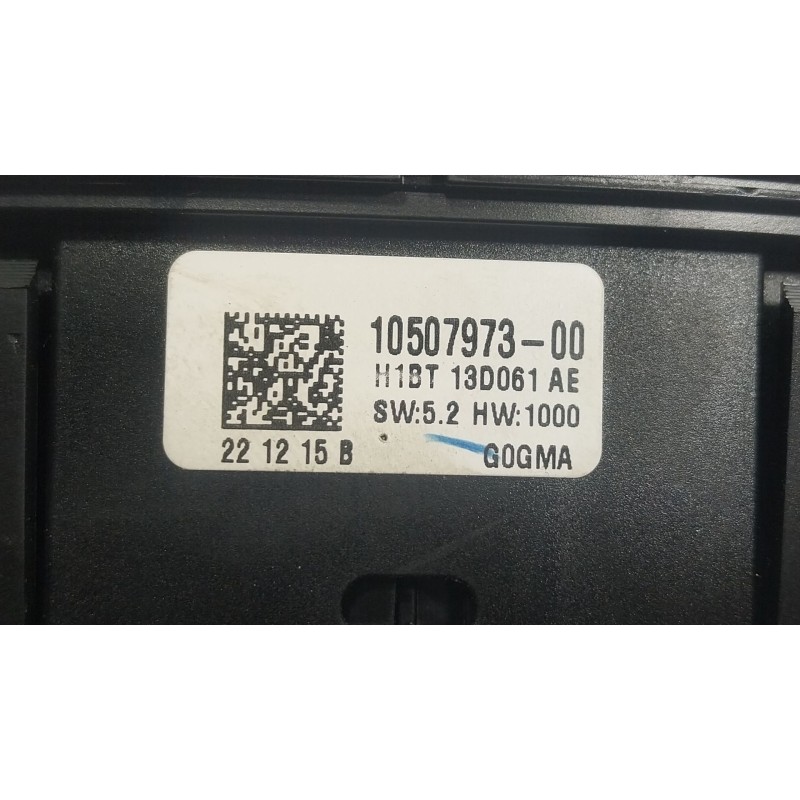 10507973-00
H1BT 13D061 AE
SW:5.2 HW:1000
22 12 15 B G0GMA